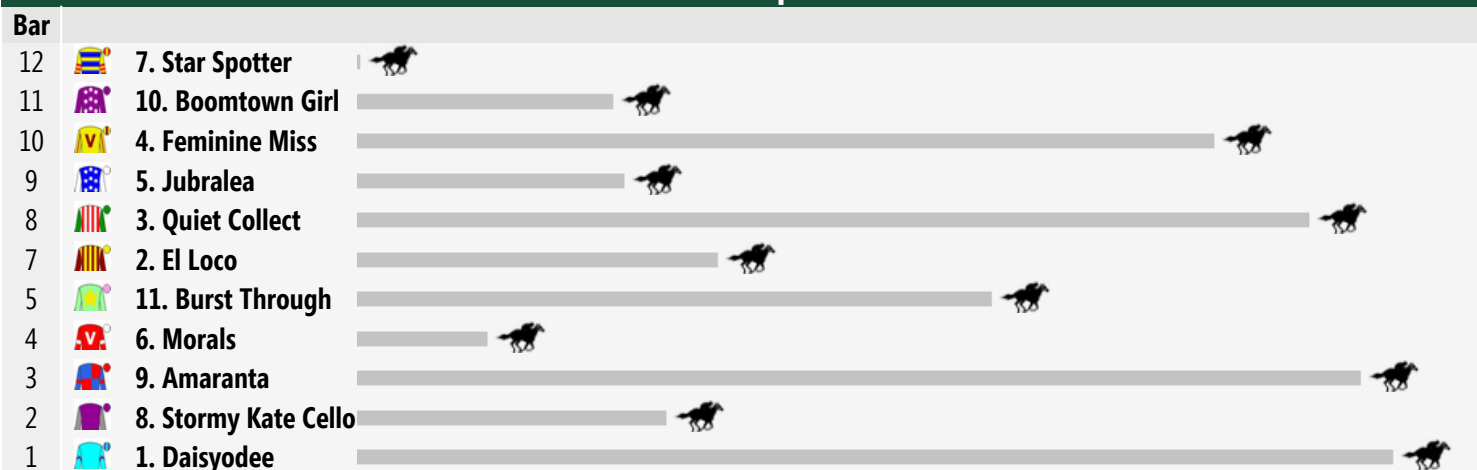 Bar
12 7. Star Spotter
11 10. Boomtown Girl
10 V 4. Feminine Miss
9 5. Jubralea
8 3. Quiet Collect
7 2. El Loco
5 11. Burst Through
4 V 6. Morals
3 9. Amaranta
2 8. Stormy Kate Cello
1 1. Daisyodee